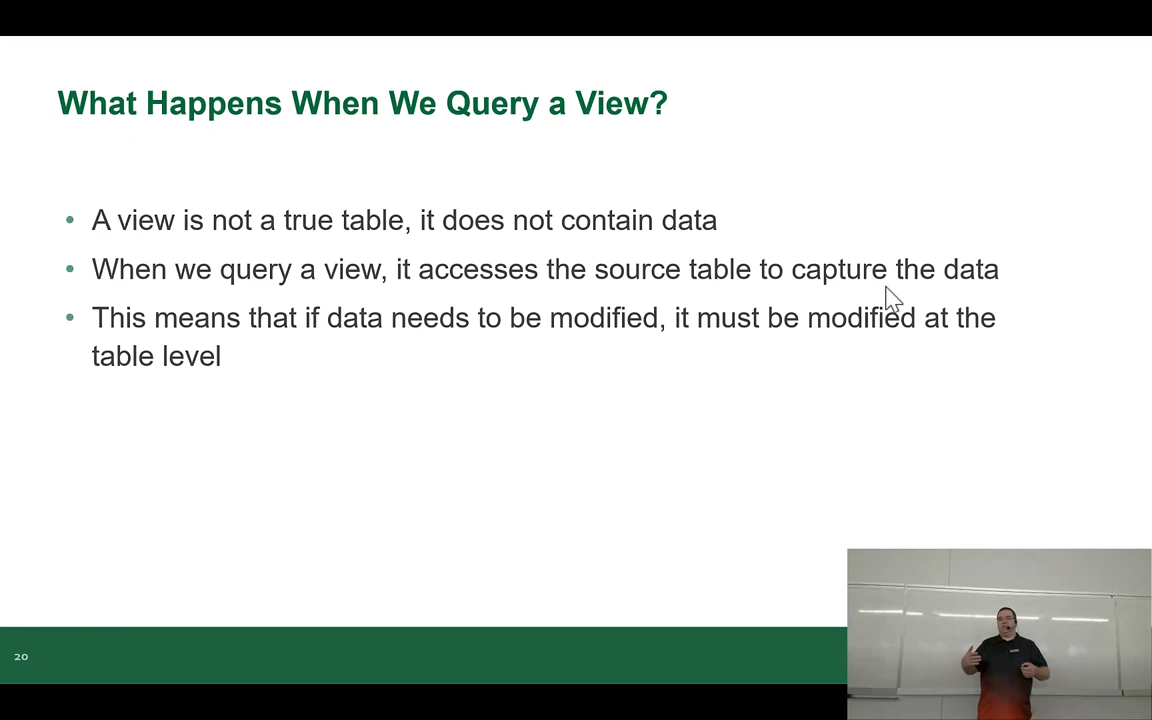 What Happens When We Query a View?
• A view is not a true table, it does not contain data
• When we query a view, it accesses the source table to capture the data
• This means that if data needs to be modified, it must be modified at the
table level
20